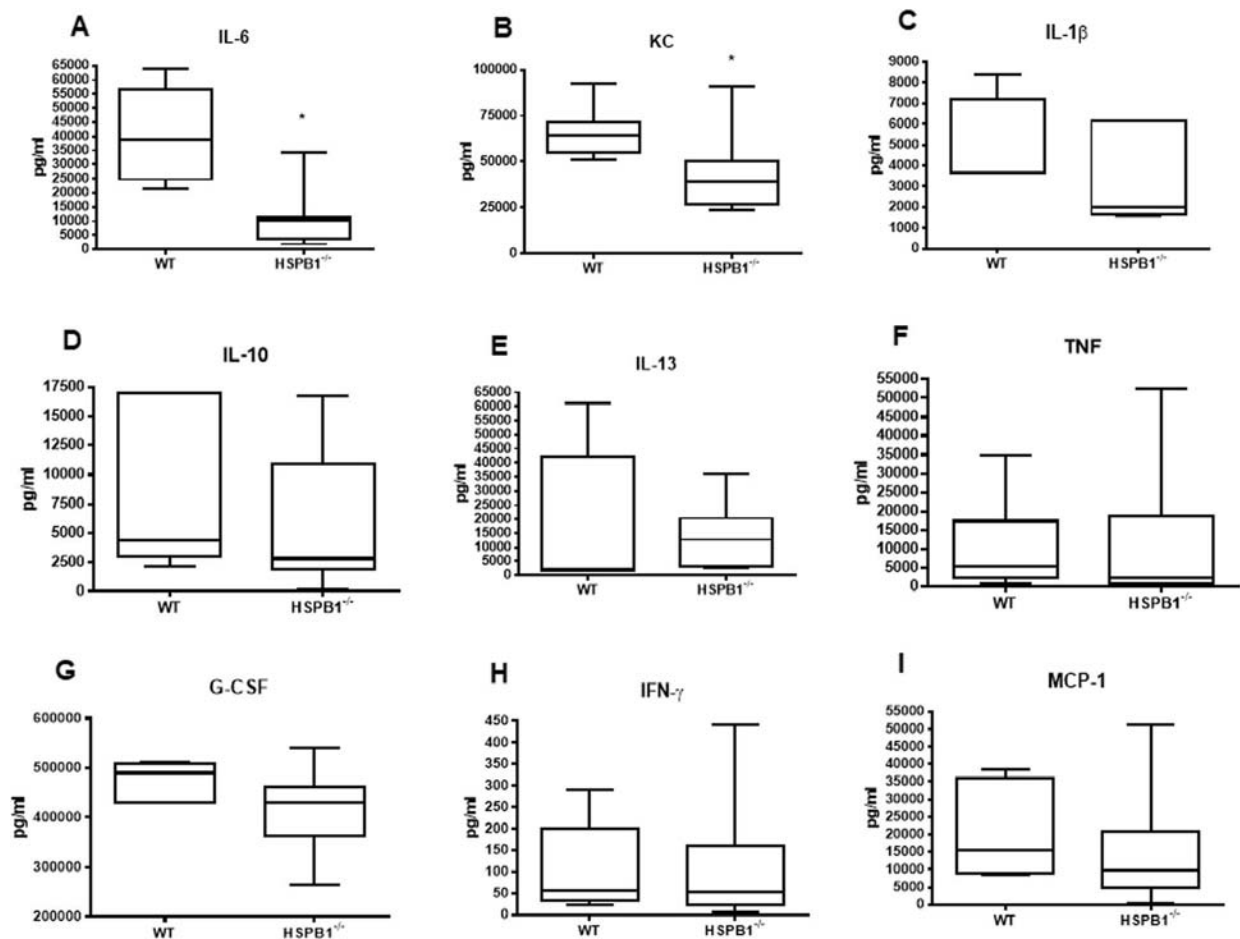 A
IL-6
65000
60000
55000
50000
45000
40000
35000
30000
25000
20000
15000
10000
5000
0
pg/ml
*
WT
HSPB1-/-
B
KC
100000
75000
50000
25000
0
pg/ml
*
WT
HSPB1-/-
C
IL-1β
9000
8000
7000
6000
5000
4000
3000
2000
1000
0
pg/ml
WT
HSPB1-/-
D
IL-10
17500
15000
12500
10000
7500
5000
2500
0
pg/ml
WT
HSPB1-/-
E
IL-13
65000
60000
55000
50000
45000
40000
35000
30000
25000
20000
15000
10000
5000
0
pg/ml
WT
HSPB1-/-
F
TNF
55000
50000
45000
40000
35000
30000
25000
20000
15000
10000
5000
0
pg/ml
WT
HSPB1-/-
G
G-CSF
600000
500000
400000
300000
200000
pg/ml
WT
HSPB1-/-
H
IFN-γ
450
400
350
300
250
200
150
100
50
0
pg/ml
WT
HSPB1-/-
I
MCP-1
55000
50000
45000
40000
35000
30000
25000
20000
15000
10000
5000
0
pg/ml
WT
HSPB1-/-